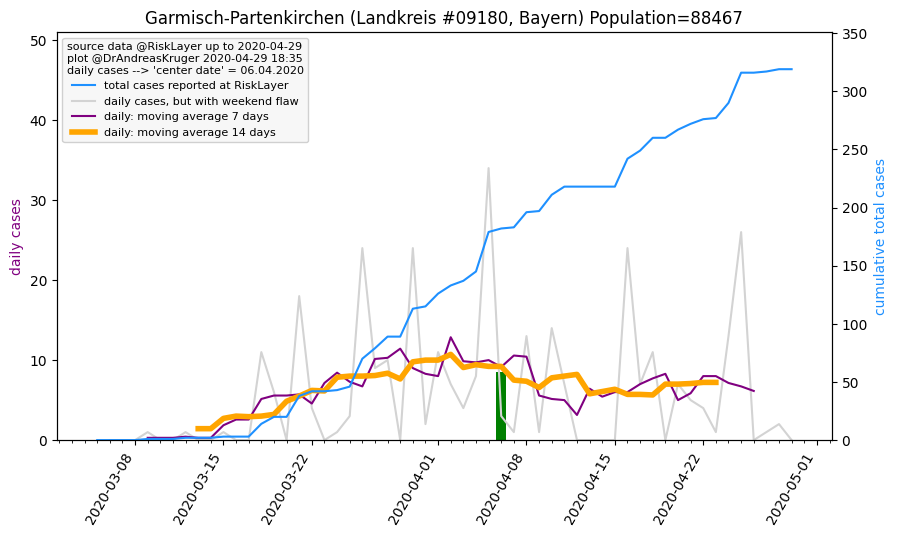 Garmisch-Partenkirchen (Landkreis #09180, Bayern) Population=88467
source data @RiskLayer up to 2020-04-29
plot @DrAndreasKruger 2020-04-29 18:35
daily cases --> 'center date' = 06.04.2020
total cases reported at RiskLayer
daily cases, but with weekend flaw
daily: moving average 7 days
daily: moving average 14 days
50
40
30
20
10
0
daily cases
350
300
250
200
150
100
50
0
cumulative total cases
2020-03-08
2020-03-15
2020-03-22
2020-04-01
2020-04-08
2020-04-15
2020-04-22
2020-05-01